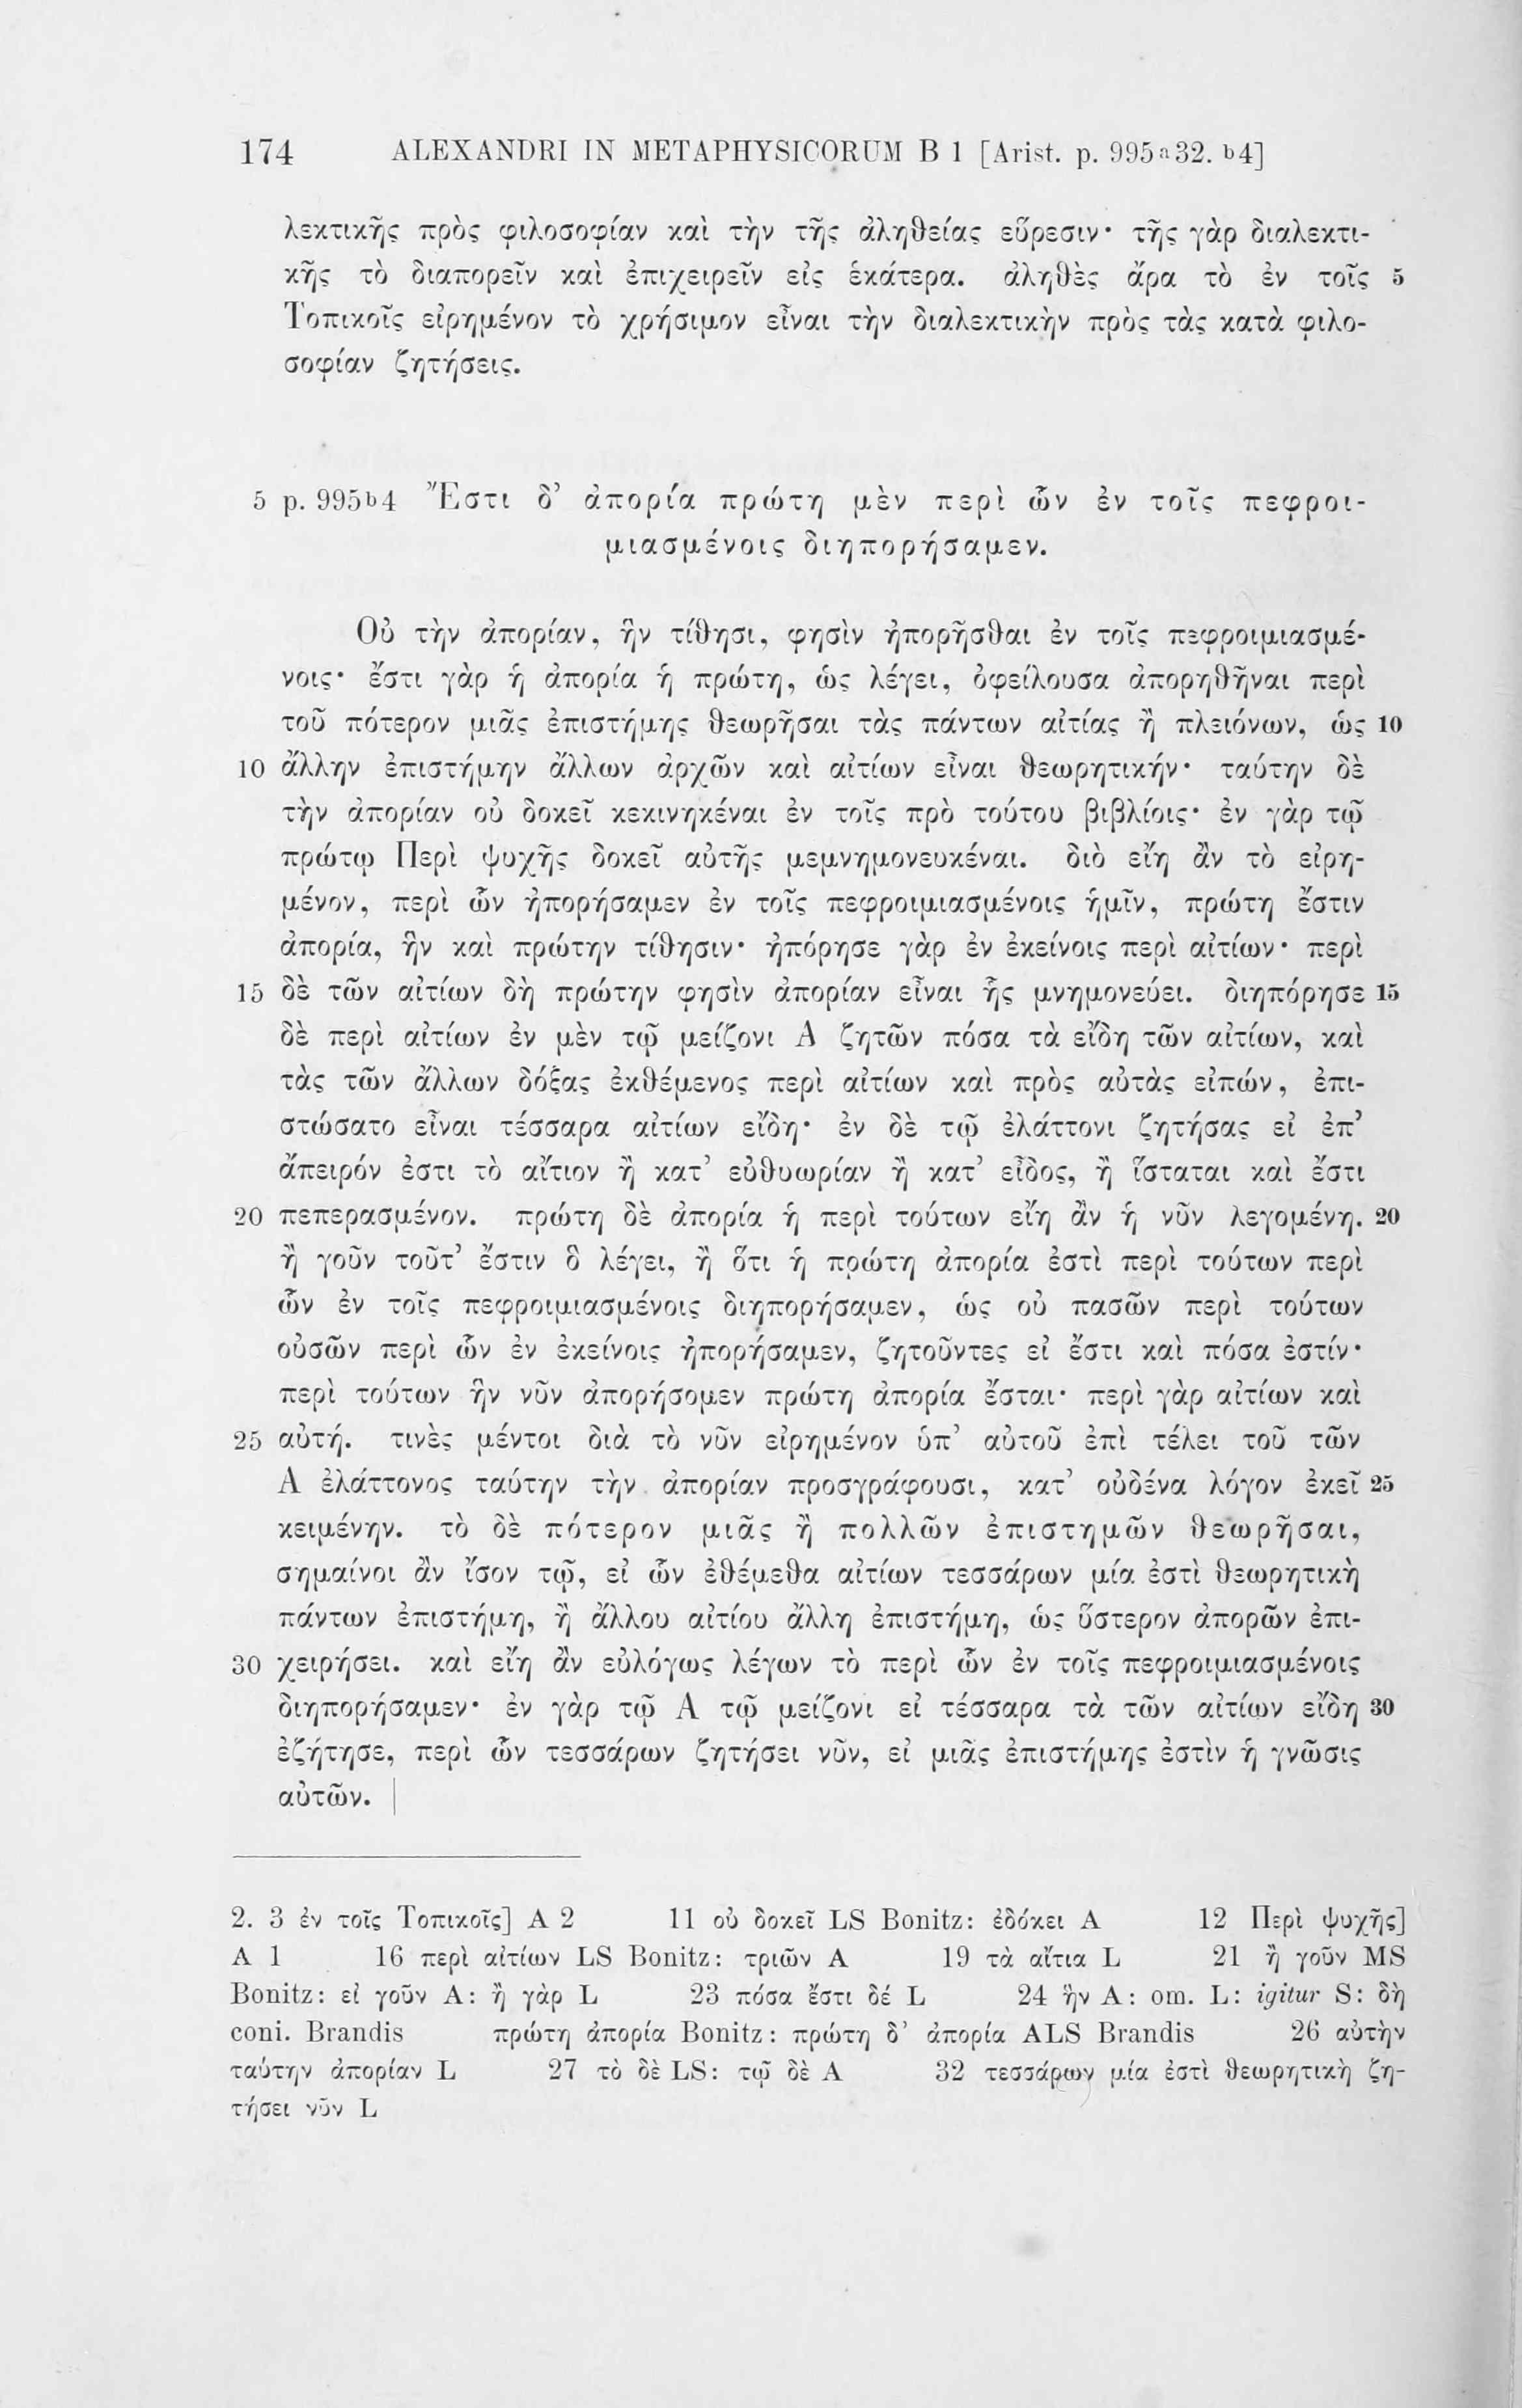 174 ALEXANDRI IN METAPHYSICORUM B 1 [Arist. p. 995ᵃ32. ᵇ4]
λεκτικῆς πρὸς φιλοσοφίαν καὶ τὴν τῆς ἀληθείας εὕρεσιν· τῆς γὰρ διαλεκτι-
κῆς τὸ διαπορεῖν καὶ ἐπιχειρεῖν εἰς ἑκάτερα. ἀληθὲς ἄρα τὸ ἐν τοῖς 5
Τοπικοῖς εἰρημένον τὸ χρήσιμον εἶναι τὴν διαλεκτικὴν πρὸς τὰς κατὰ φιλο-
σοφίαν ζητήσεις.
5 p. 995ᵇ4 Ἔστι δ’ ἀπορία πρώτη μὲν περὶ ὧν ἐν τοῖς πεφροι-
μιασμένοις διηπορήσαμεν.
Οὐ τὴν ἀπορίαν, ἣν τίθησι, φησὶν ἠπορῆσθαι ἐν τοῖς πεφροιμιασμέ-
νοις· ἔστι γὰρ ἡ ἀπορία ἡ πρώτη, ὡς λέγει, ὀφείλουσα ἀπορηθῆναι περὶ
τοῦ πότερον μιᾶς ἐπιστήμης θεωρῆσαι τὰς πάντων αἰτίας ἢ πλειόνων, ὡς 10
10 ἄλλην ἐπιστήμην ἄλλων ἀρχῶν καὶ αἰτίων εἶναι θεωρητικήν· ταύτην δὲ
τὴν ἀπορίαν οὐ δοκεῖ κεκινηκέναι ἐν τοῖς πρὸ τούτου βιβλίοις· ἐν γὰρ τῷ
πρώτῳ Περὶ ψυχῆς δοκεῖ αὐτῆς μεμνημονευκέναι. διὸ εἴη ἂν τὸ εἰρη-
μένον, περὶ ὧν ἠπορήσαμεν ἐν τοῖς πεφροιμιασμένοις ἡμῖν, πρώτη ἔστιν
ἀπορία, ἣν καὶ πρώτην τίθησιν· ἠπόρησε γὰρ ἐν ἐκείνοις περὶ αἰτίων· περὶ
15 δὲ τῶν αἰτίων δὴ πρώτην φησὶν ἀπορίαν εἶναι ἧς μνημονεύει. διηπόρησε 15
δὲ περὶ αἰτίων ἐν μὲν τῷ μείζονι Α ζητῶν πόσα τὰ εἴδη τῶν αἰτίων, καὶ
τὰς τῶν ἄλλων δόξας ἐκθέμενος περὶ αἰτίων καὶ πρὸς αὐτὰς εἰπών, ἐπι-
στώσατο εἶναι τέσσαρα αἰτίων εἴδη· ἐν δὲ τῷ ἐλάττονι ζητήσας εἰ ἐπ’
ἄπειρόν ἐστι τὸ αἴτιον ἢ κατ’ εὐθυωρίαν ἢ κατ’ εἶδος, ἢ ἵσταται καὶ ἔστι
20 πεπερασμένον. πρώτη δὲ ἀπορία ἡ περὶ τούτων εἴη ἂν ἡ νῦν λεγομένη. 20
ἢ γοῦν τοῦτ’ ἔστιν ὃ λέγει, ἢ ὅτι ἡ πρώτη ἀπορία ἐστὶ περὶ τούτων περὶ
ὧν ἐν τοῖς πεφροιμιασμένοις διηπορήσαμεν, ὡς οὐ πασῶν περὶ τούτων
οὐσῶν περὶ ὧν ἐν ἐκείνοις ἠπορήσαμεν, ζητοῦντες εἰ ἔστι καὶ πόσα ἐστίν·
περὶ τούτων ἣν νῦν ἀπορήσομεν πρώτη ἀπορία ἔσται· περὶ γὰρ αἰτίων καὶ
25 αὐτή. τινὲς μέντοι διὰ τὸ νῦν εἰρημένον ὑπ’ αὐτοῦ ἐπὶ τέλει τοῦ τῶν
Α ἐλάττονος ταύτην τὴν ἀπορίαν προσγράφουσι, κατ’ οὐδένα λόγον ἐκεῖ 25
κειμένην. τὸ δὲ πότερον μιᾶς ἢ πολλῶν ἐπιστημῶν θεωρῆσαι,
σημαίνοι ἂν ἴσον τῷ, εἰ ὧν ἐθέμεθα αἰτίων τεσσάρων μία ἐστὶ θεωρητικὴ
πάντων ἐπιστήμη, ἢ ἄλλου αἰτίου ἄλλη ἐπιστήμη, ὡς ὕστερον ἀπορῶν ἐπι-
30 χειρήσει. καὶ εἴη ἂν εὐλόγως λέγων τὸ περὶ ὧν ἐν τοῖς πεφροιμιασμένοις
διηπορήσαμεν· ἐν γὰρ τῷ Α τῷ μείζονι εἰ τέσσαρα τὰ τῶν αἰτίων εἴδη 30
ἐζήτησε, περὶ ὧν τεσσάρων ζητήσει νῦν, εἰ μιᾶς ἐπιστήμης ἐστὶν ἡ γνῶσις
αὐτῶν. |
2. 3 ἐν τοῖς Τοπικοῖς] Α 2 11 οὐ δοκεῖ LS Bonitz: ἐδόκει A 12 Περὶ ψυχῆς]
Α 1 16 περὶ αἰτίων LS Bonitz: τριῶν A 19 τὰ αἴτια L 21 ἢ γοῦν MS
Bonitz: εἰ γοῦν A: ἢ γὰρ L 23 πόσα ἔστι δέ L 24 ἣν A: om. L: igitur S: δὴ
coni. Brandis πρώτη ἀπορία Bonitz: πρώτη δ’ ἀπορία ALS Brandis 26 αὐτὴν
ταύτην ἀπορίαν L 27 τὸ δὲ LS: τῷ δὲ A 32 τεσσάρων μία ἐστὶ θεωρητικὴ ζη-
τήσει νῦν L